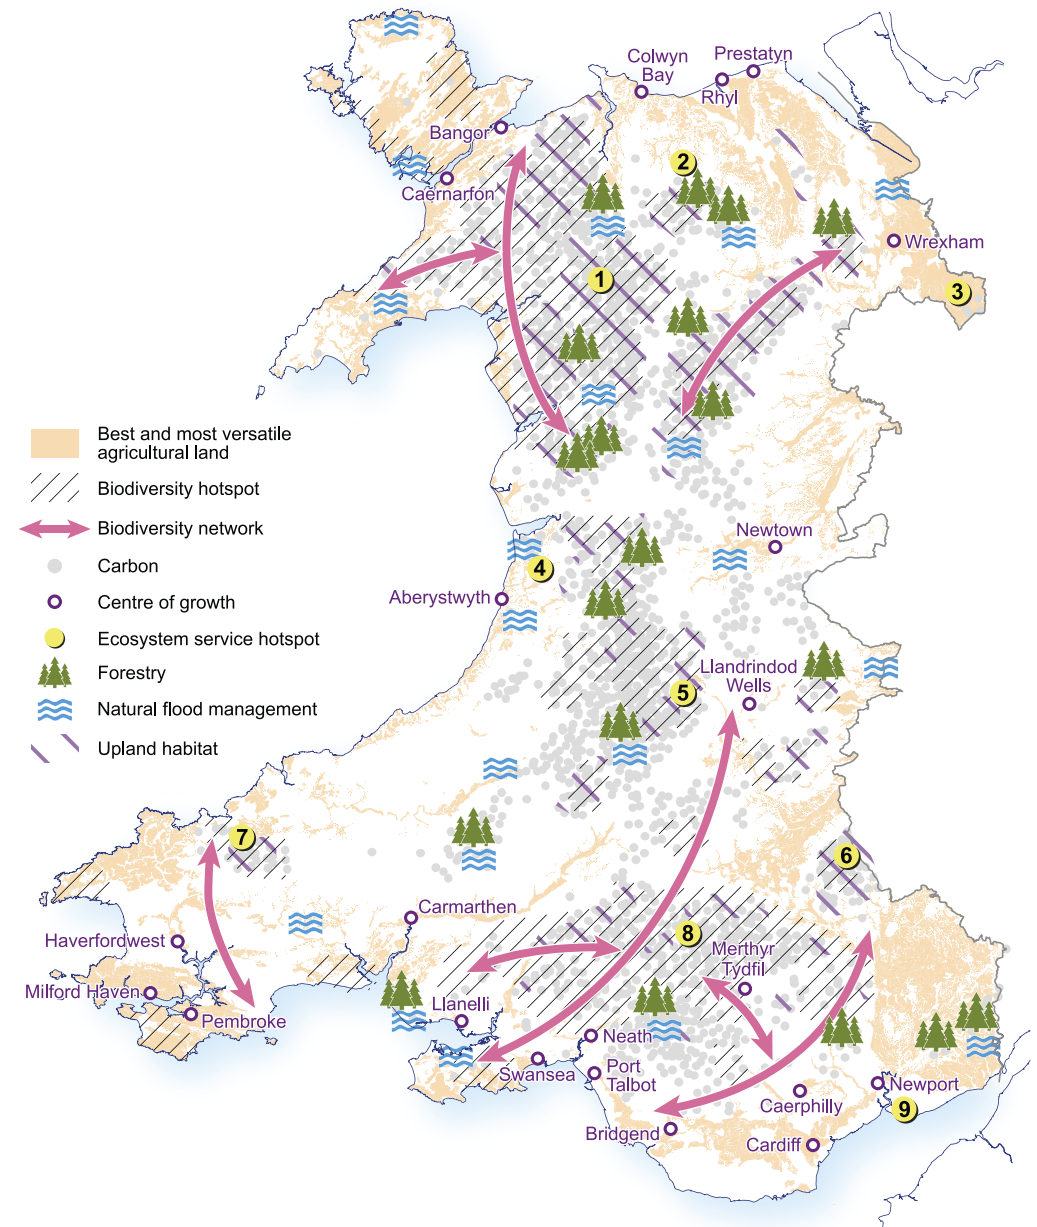 Colwyn
Bay
Prestatyn
Rhyl
Bangor
2
Caernarfon
Wrexham
1
3
Best and most versatile
agricultural land
Biodiversity hotspot
Biodiversity network
Carbon
Centre of growth
Ecosystem service hotspot
Forestry
Natural flood management
Upland habitat
Newtown
4
Aberystwyth
Llandrindod
Wells
5
7
6
Carmarthen
Haverfordwest
8
Merthyr
Tydfil
Milford Haven
Llanelli
Pembroke
Neath
Swansea
Port
Talbot
Newport
Caerphilly
9
Bridgend
Cardiff